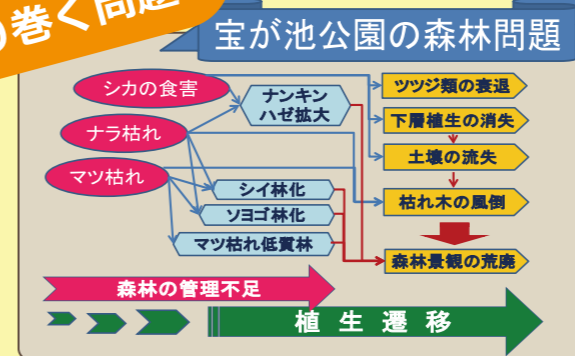 巻く問題
宝が池公園の森林問題
シカの食害
ナラ枯れ
マツ枯れ
ナンキン
ハゼ拡大
シイ林化
ソヨゴ林化
マツ枯れ低質林
ツツジ類の衰退
下層植生の消失
土壌の流失
枯れ木の風倒
森林景観の荒廃
森林の管理不足
植生遷移